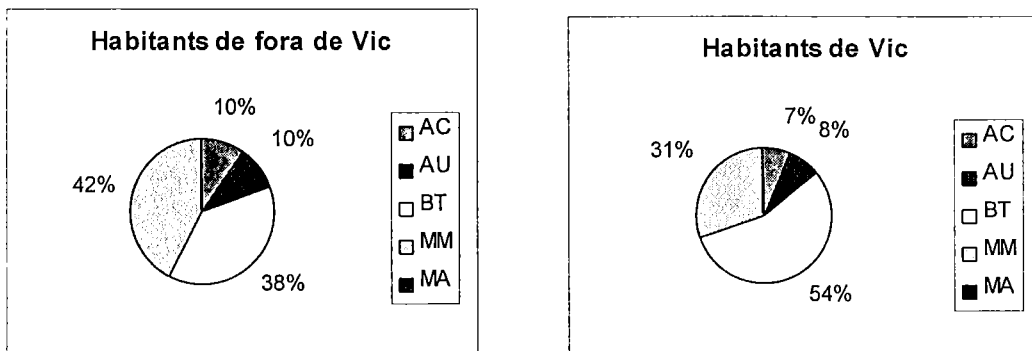 Habitants de fora de Vic
10%
10%
42%
38%
AC
AU
BT
MM
MA
Habitants de Vic
7%
8%
31%
54%
AC
AU
BT
MM
MA